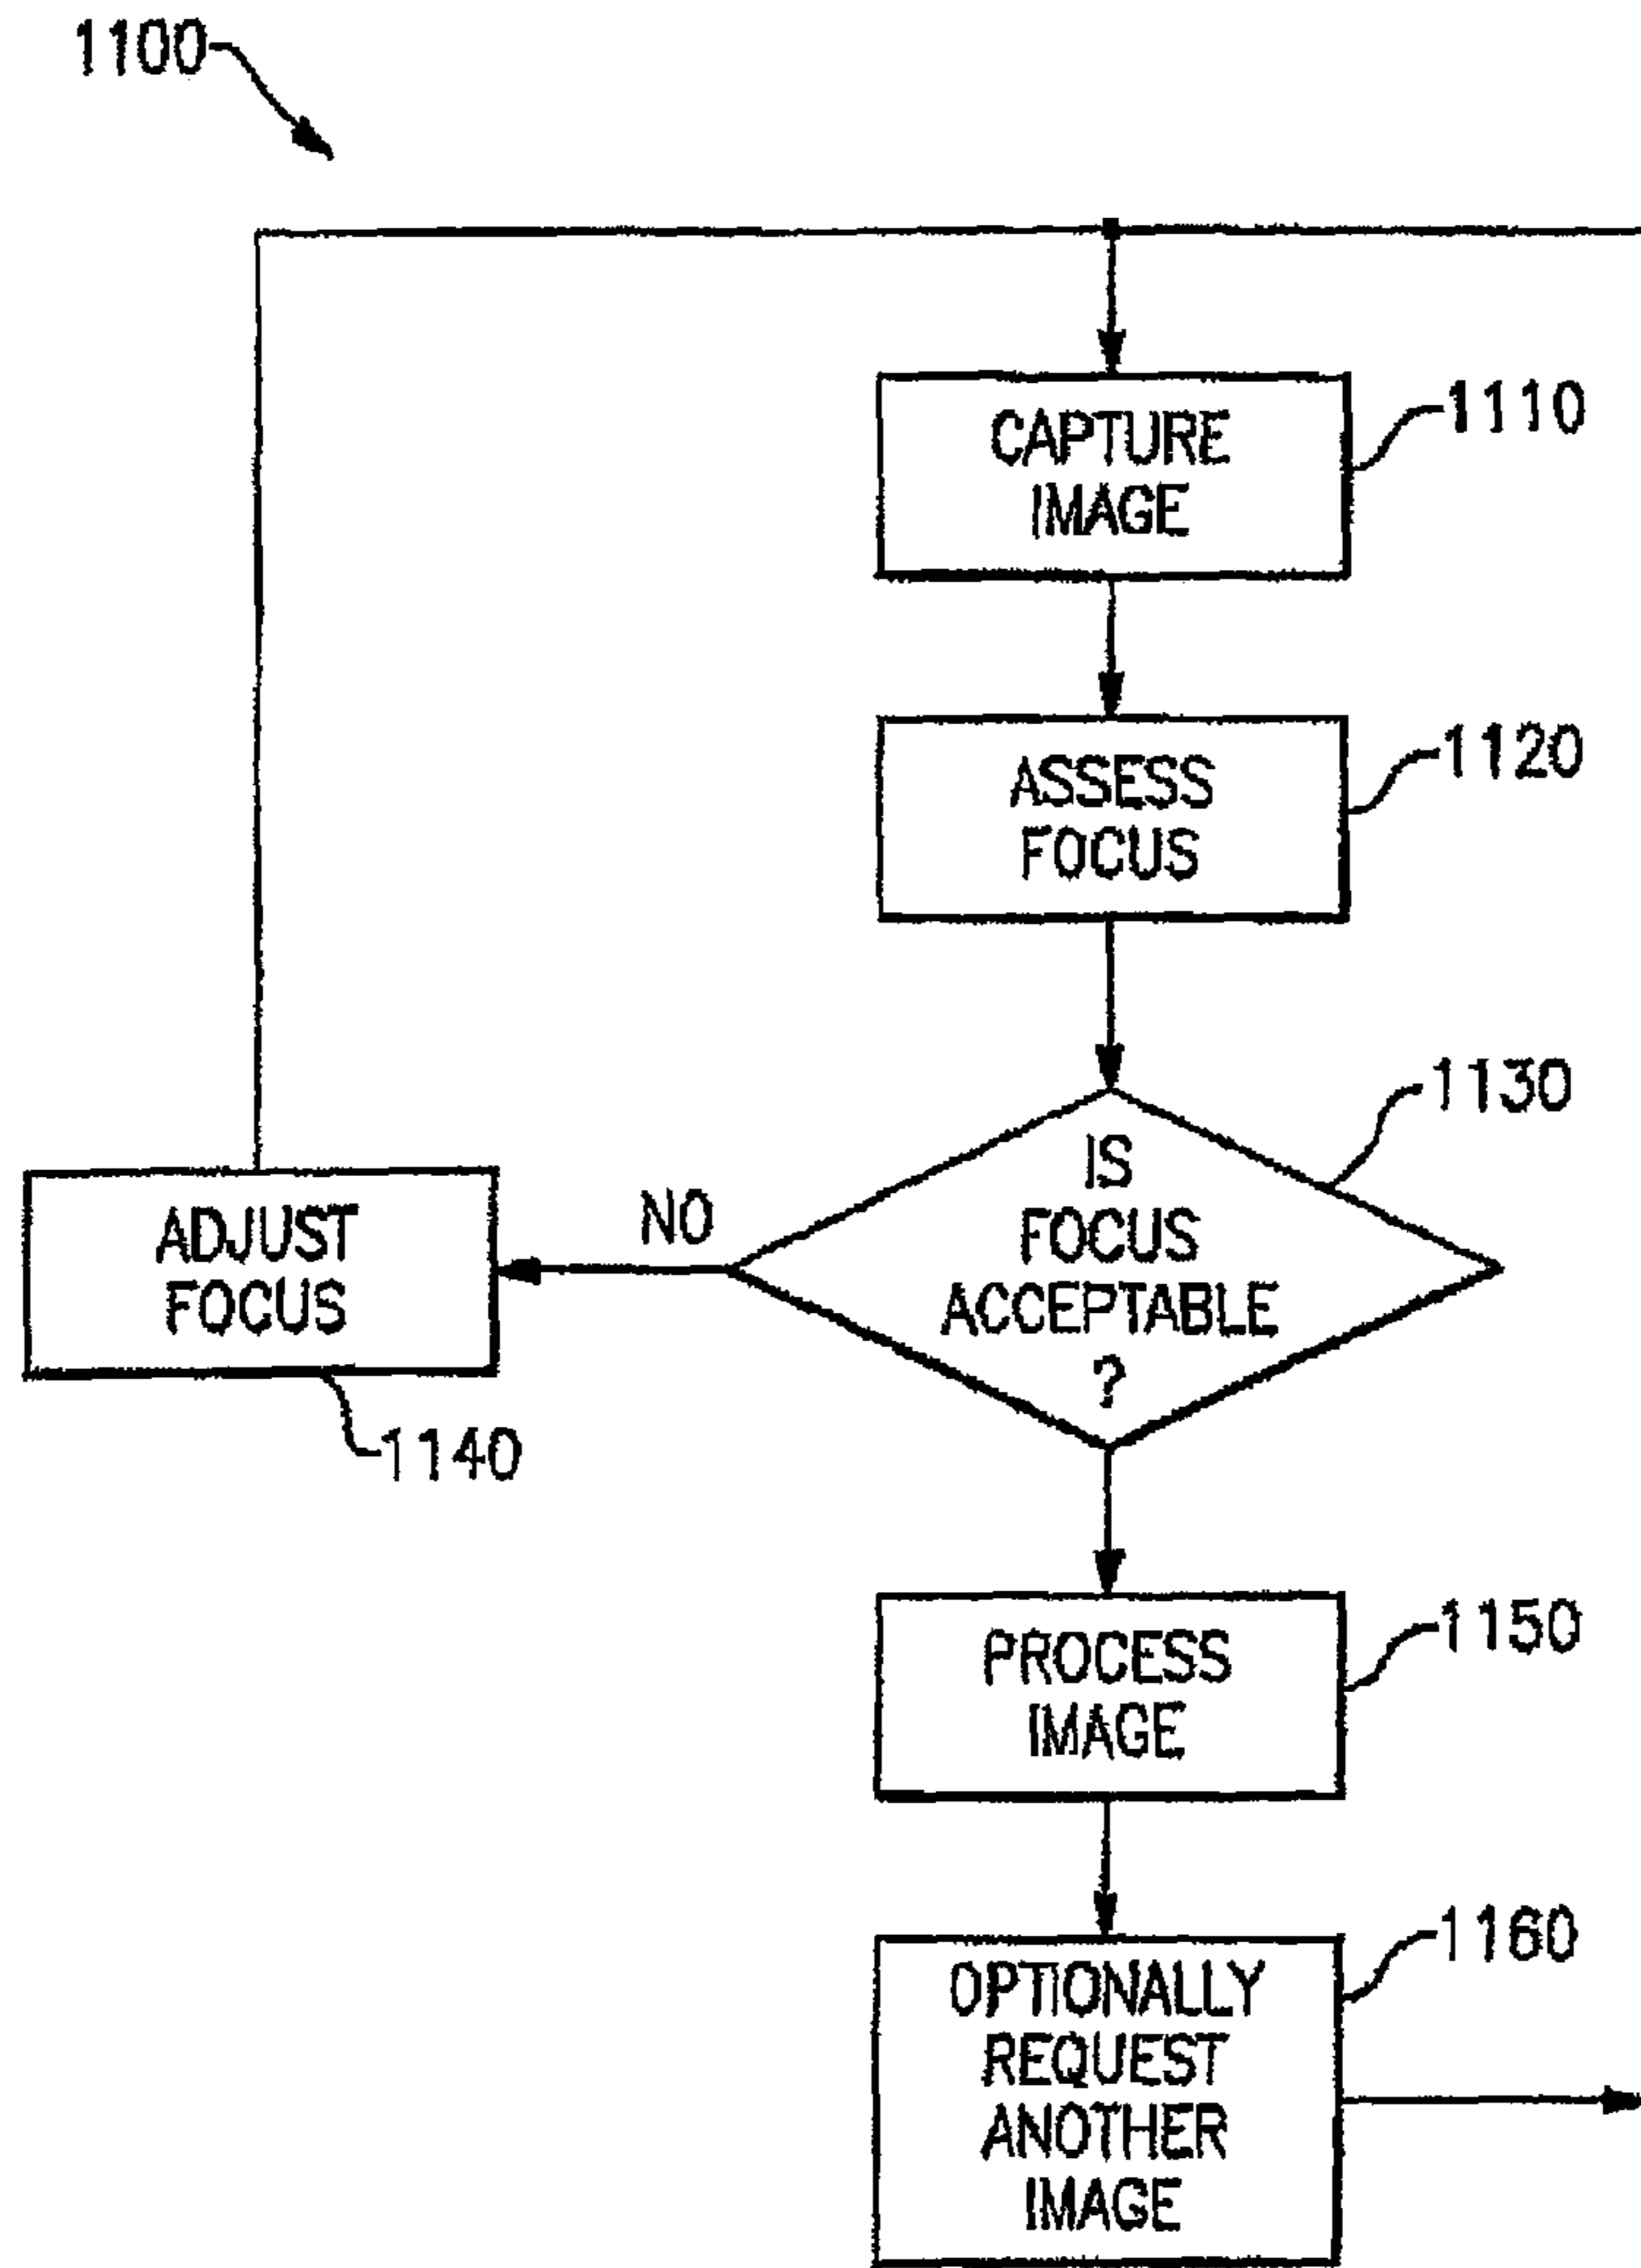 1100
CAPTURE
IMAGE
1110
ASSESS
FOCUS
1120
IS
FOCUS
ACCEPTABLE
?
1130
NO
ADJUST
FOCUS
1140
PROCESS
IMAGE
1150
OPTIONALLY
REQUEST
ANOTHER
IMAGE
1160